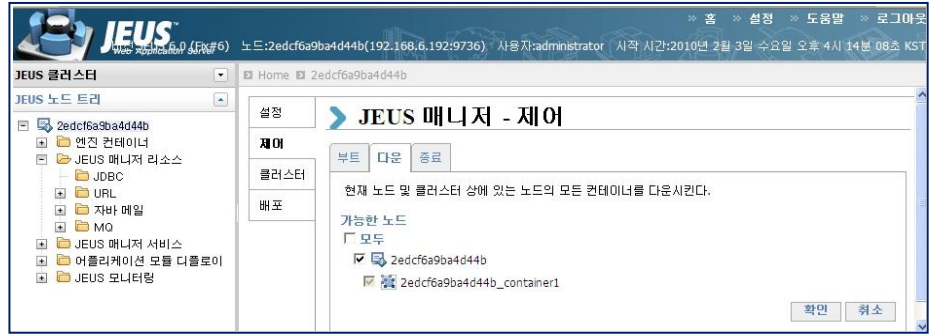 » 홈 » 설정 » 도움말 » 로그아웃
JEUS™
Web Application Server
JEUS 6.0 (Fix#6) 노드:2edcf6a9ba4d44b(192.168.6.192:9736) 사용자:administrator 시작 시간:2010년 2월 3일 수요일 오후 4시 14분 08초 KST
JEUS 클러스터
Home 2edcf6a9ba4d44b
JEUS 노드 트리
2edcf6a9ba4d44b
엔진 컨테이너
JEUS 매니저 리소스
JDBC
URL
자바 메일
MQ
JEUS 매니저 서비스
어플리케이션 모듈 디플로이
JEUS 모니터링
설정
제어
클러스터
배포
JEUS 매니저 - 제어
부트 다운 종료
현재 노드 및 클러스터 상에 있는 노드의 모든 컨테이너를 다운시킨다.
가능한 노드
모두
2edcf6a9ba4d44b
2edcf6a9ba4d44b_container1
확인 취소